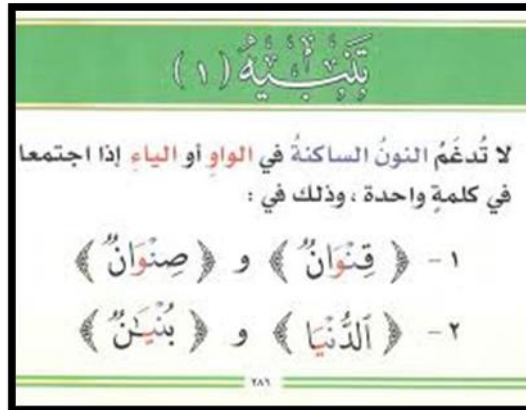 تَنْبِيهٌ (١)
لا تُدغَمُ النونُ الساكنةُ في الواوِ أو الياءِ إذا اجتمعا
في كلمةٍ واحدة ، وذلك في :
١ - ﴿ قِنْوَانٌ ﴾ و ﴿ صِنْوَانٌ ﴾
٢ - ﴿ ٱلدُّنْيَا ﴾ و ﴿ بُنْيَـٰنٌ ﴾
٢٨٦